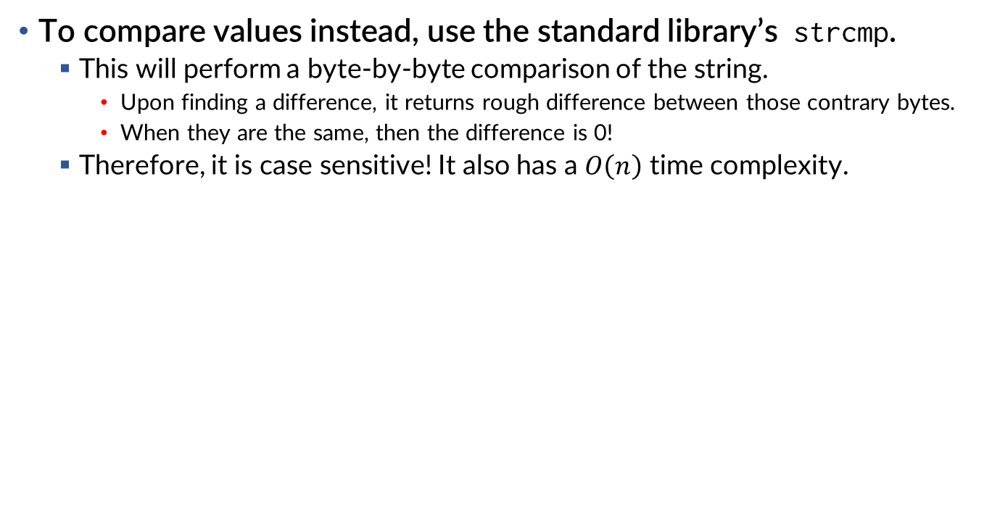 • To compare values instead, use the standard library’s strcmp.
▪ This will perform a byte-by-byte comparison of the string.
• Upon finding a difference, it returns rough difference between those contrary bytes.
• When they are the same, then the difference is 0!
▪ Therefore, it is case sensitive! It also has a O(n) time complexity.